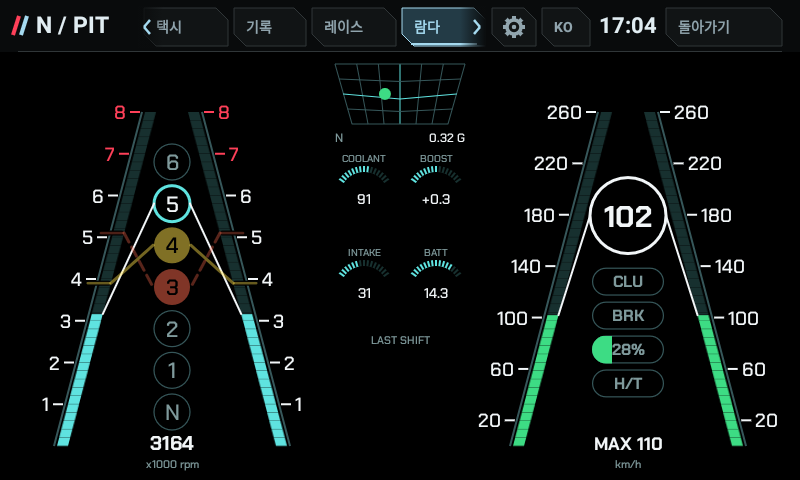 N / PIT
택시
기록
레이스
람다
KO
17:04
돌아가기
8
8
7
7
6
6
5
5
4
4
3
3
2
2
1
1
6
5
4
3
2
1
N
3164
x1000 rpm
N
0.32 G
COOLANT
BOOST
91
+0.3
INTAKE
BATT
31
14.3
LAST SHIFT
260
260
220
220
180
180
140
140
100
100
60
60
20
20
102
CLU
BRK
28%
H/T
MAX 110
km/h